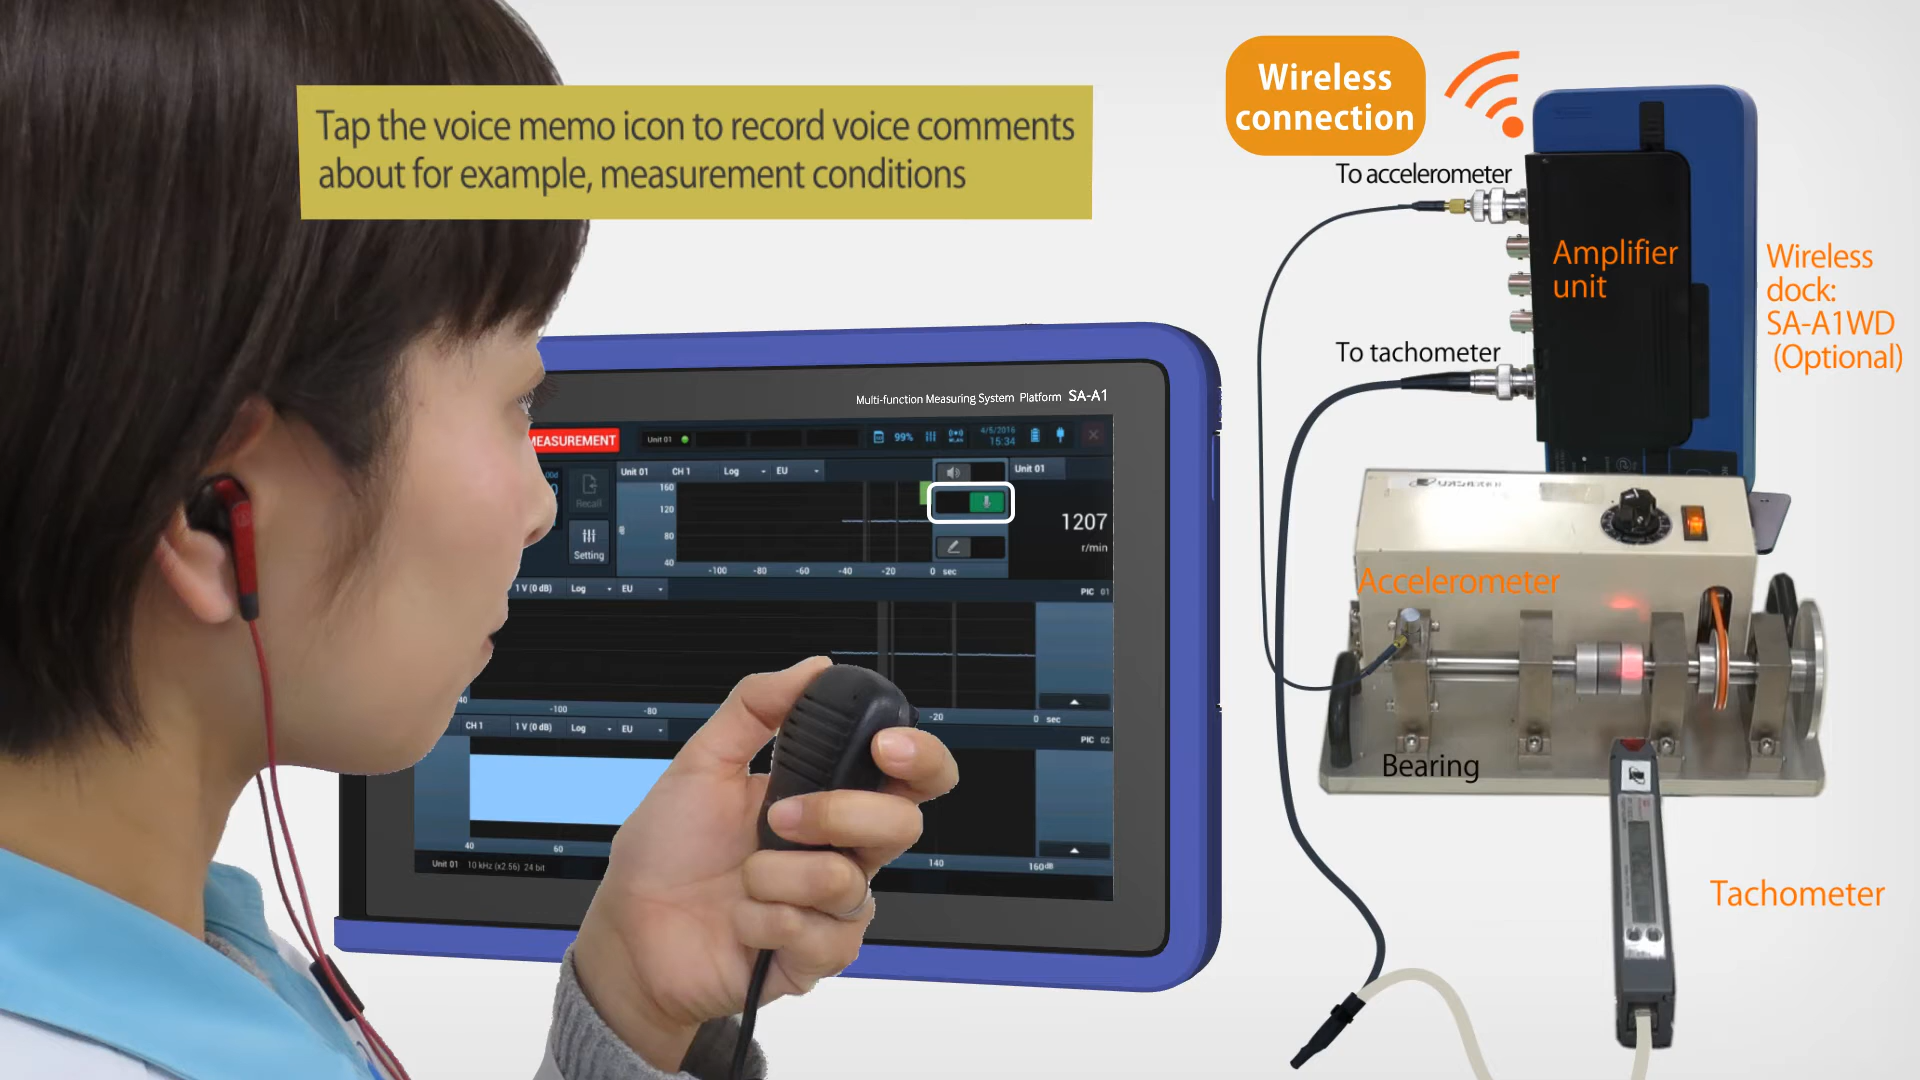 Tap the voice memo icon to record voice comments
about for example, measurement conditions
Wireless
connection
To accelerometer
Amplifier
unit
Wireless
dock:
SA-A1WD
(Optional)
To tachometer
Accelerometer
Bearing
Tachometer
Multi-function Measuring System Platform SA-A1
MEASUREMENT
Unit 01
99%
WLAN
4/5/2016
15:34
Recall
Setting
Unit 01 CH 1 Log EU
Unit 01
160
120
80
40
-100 -80 -60 -40 -20 0 sec
1207
r/min
1 V (0 dB) Log EU
PIC 01
-100 -80 -20 0 sec
CH 1 1 V (0 dB) Log EU
PIC 02
40 60 140 160dB
Unit 01 10 kHz (x2.56) 24 bit